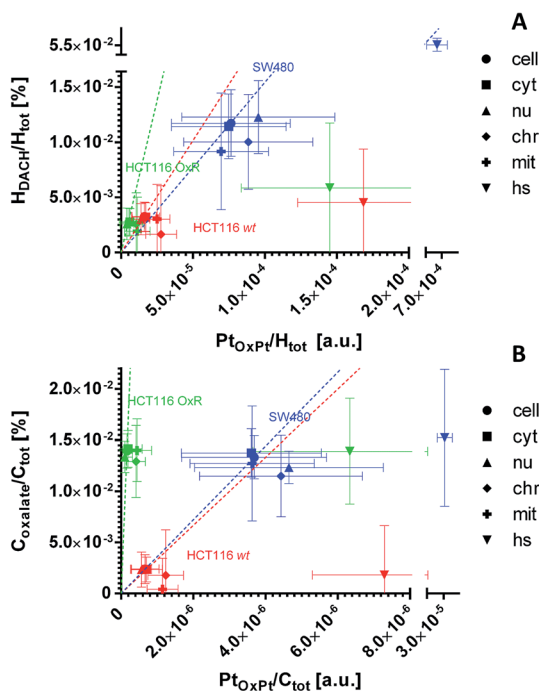 A
5.5×10⁻²
1.5×10⁻²
1.0×10⁻²
5.0×10⁻³
0
H_DACH/H_tot [%]
SW480
HCT116 OxR
HCT116 wt
cell
cyt
nu
chr
mit
hs
0
5.0×10⁻⁵
1.0×10⁻⁴
1.5×10⁻⁴
2.0×10⁻⁴
7.0×10⁻⁴
Pt_OxPt/H_tot [a.u.]
B
2.0×10⁻²
1.5×10⁻²
1.0×10⁻²
5.0×10⁻³
0
C_oxalate/C_tot [%]
HCT116 OxR
SW480
HCT116 wt
cell
cyt
nu
chr
mit
hs
0
2.0×10⁻⁶
4.0×10⁻⁶
6.0×10⁻⁶
8.0×10⁻⁶
3.0×10⁻⁵
Pt_OxPt/C_tot [a.u.]